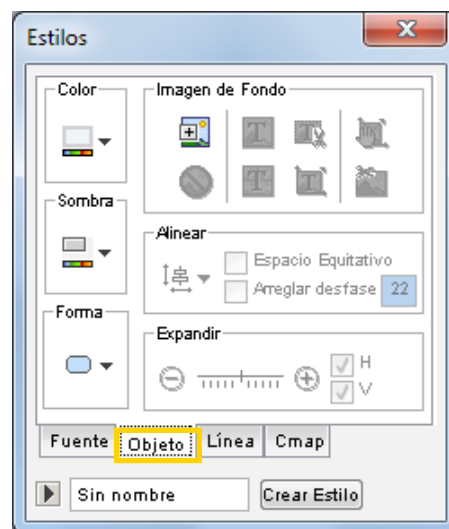 Estilos
Color
Imagen de Fondo
Sombra
Alinear
Espacio Equitativo
Arreglar desfase 22
Forma
Expandir
H
V
Fuente Objeto Línea Cmap
Sin nombre Crear Estilo